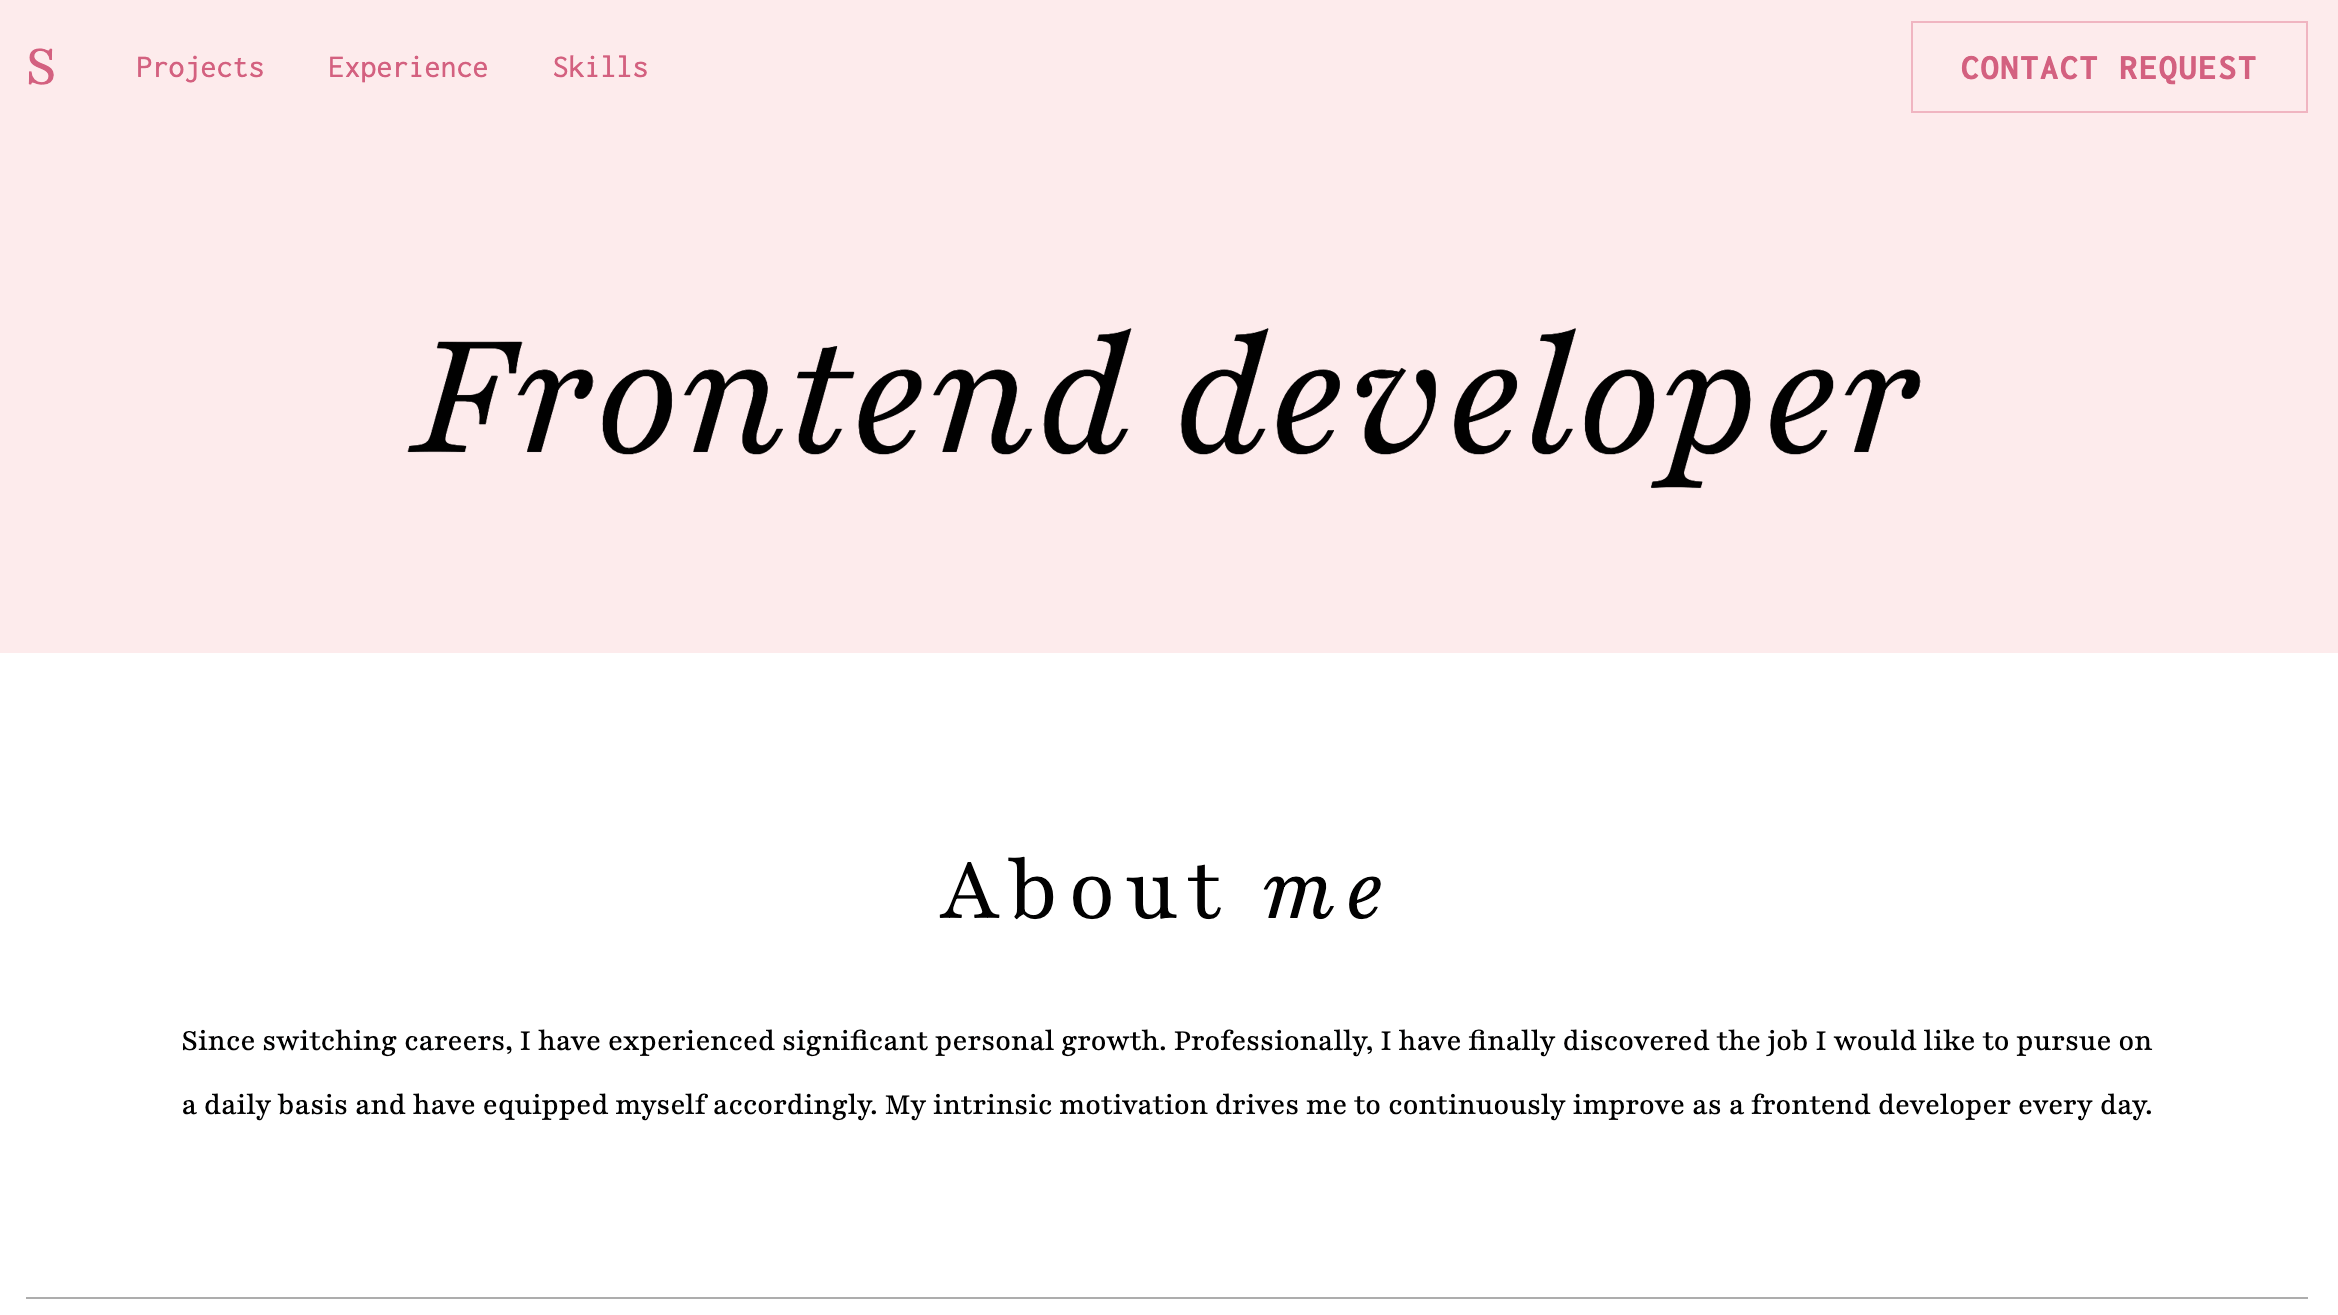 S Projects Experience Skills CONTACT REQUEST
Frontend developer
About me
Since switching careers, I have experienced significant personal growth. Professionally, I have finally discovered the job I would like to pursue on
a daily basis and have equipped myself accordingly. My intrinsic motivation drives me to continuously improve as a frontend developer every day.